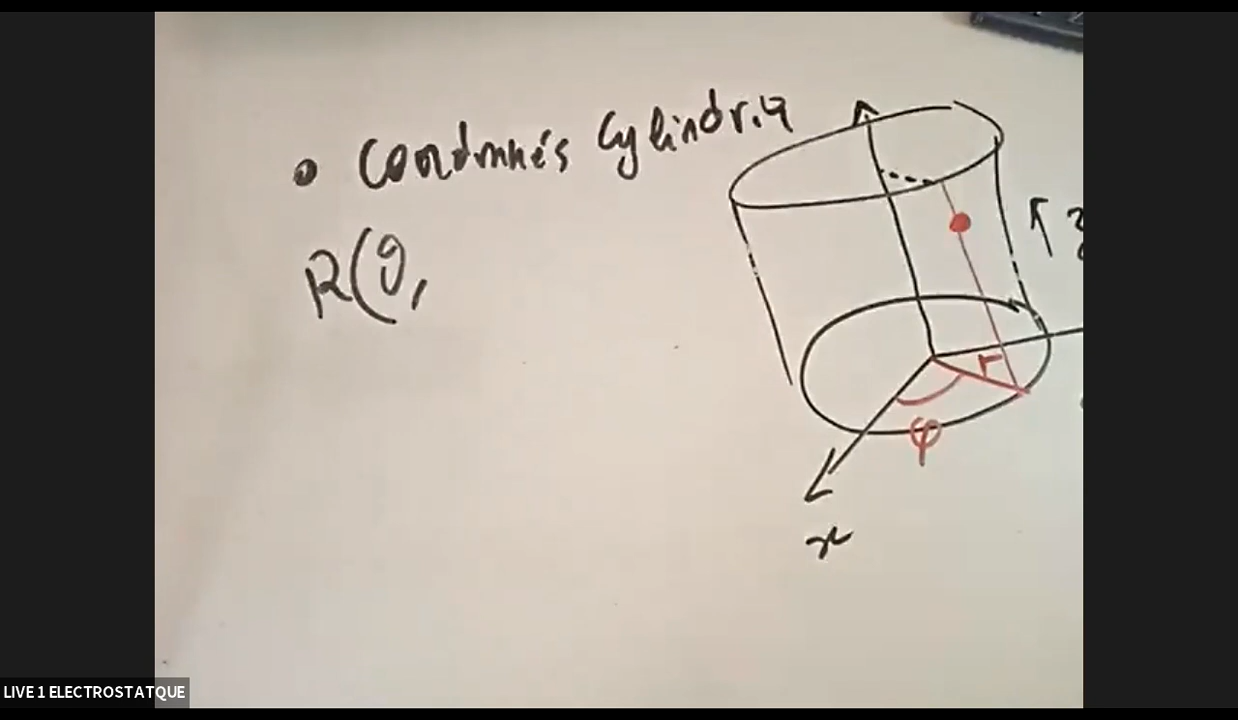 • Coordonnés Cylindriq
R(O,
z
r
φ
x
LIVE 1 ELECTROSTATQUE